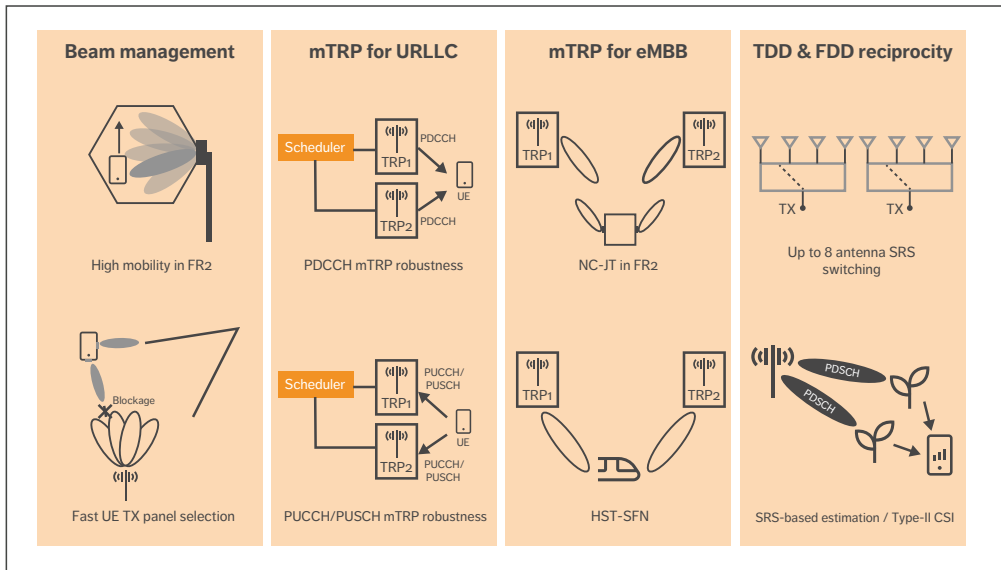 Beam management
High mobility in FR2
Blockage
Fast UE TX panel selection
mTRP for URLLC
Scheduler
TRP1
PDCCH
UE
TRP2
PDCCH
PDCCH mTRP robustness
Scheduler
TRP1
PUCCH/
PUSCH
UE
TRP2
PUCCH/
PUSCH
PUCCH/PUSCH mTRP robustness
mTRP for eMBB
TRP1
TRP2
NC-JT in FR2
TRP1
TRP2
HST-SFN
TDD & FDD reciprocity
TX
TX
Up to 8 antenna SRS
switching
PDSCH
PDSCH
SRS-based estimation / Type-II CSI